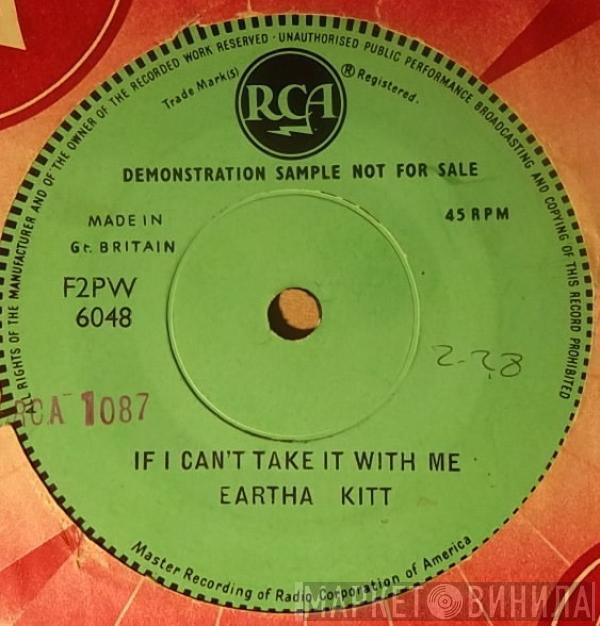 ALL RIGHTS OF THE MANUFACTURER AND OF THE OWNER OF THE RECORDED WORK RESERVED · UNAUTHORISED PUBLIC PERFORMANCE BROADCASTING AND COPYING OF THIS RECORD PROHIBITED
Trade Mark(s)
RCA
® Registered.
DEMONSTRATION SAMPLE NOT FOR SALE
MADE IN
Gt. BRITAIN
45 RPM
F2PW
6048
2-28
RCA 1087
IF I CAN'T TAKE IT WITH ME
EARTHA KITT
Master Recording of Radio Corporation of America
МАРКЕТ ВИНИЛА